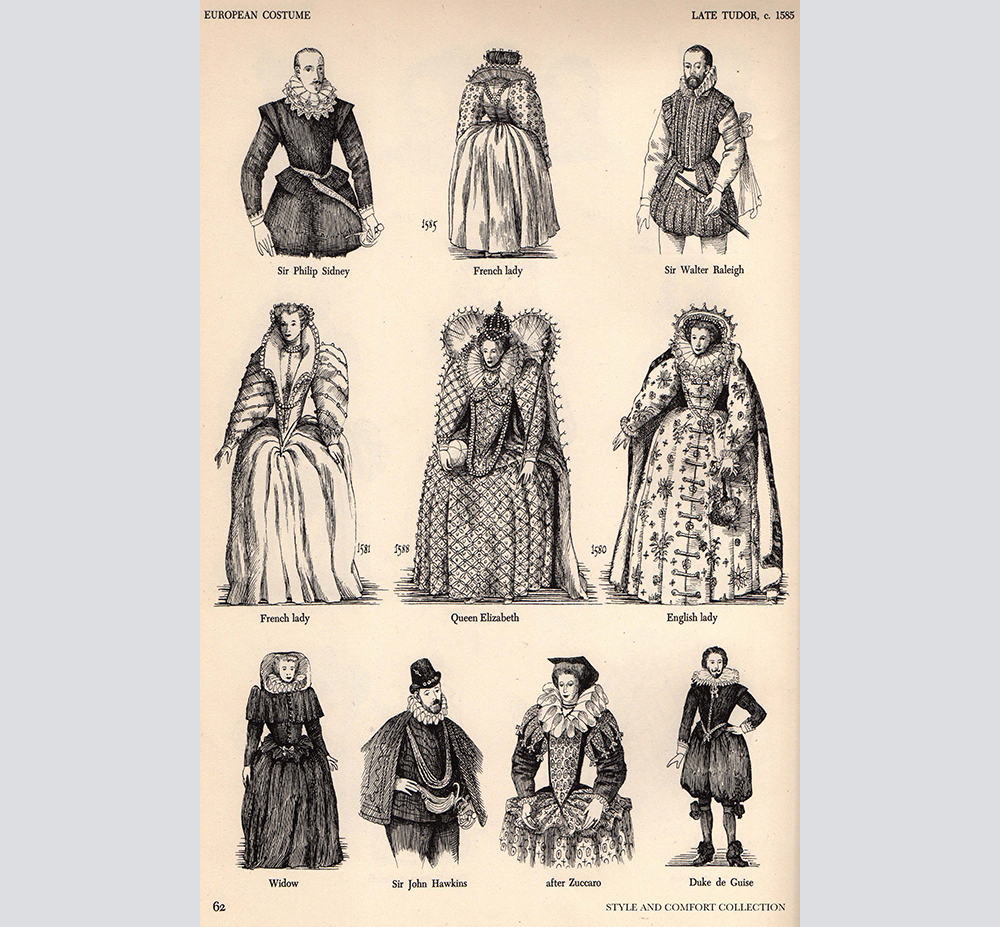 EUROPEAN COSTUME
LATE TUDOR, c. 1585
1585
Sir Philip Sidney
French lady
Sir Walter Raleigh
1581
1588
1580
French lady
Queen Elizabeth
English lady
Widow
Sir John Hawkins
after Zuccaro
Duke de Guise
62
STYLE AND COMFORT COLLECTION